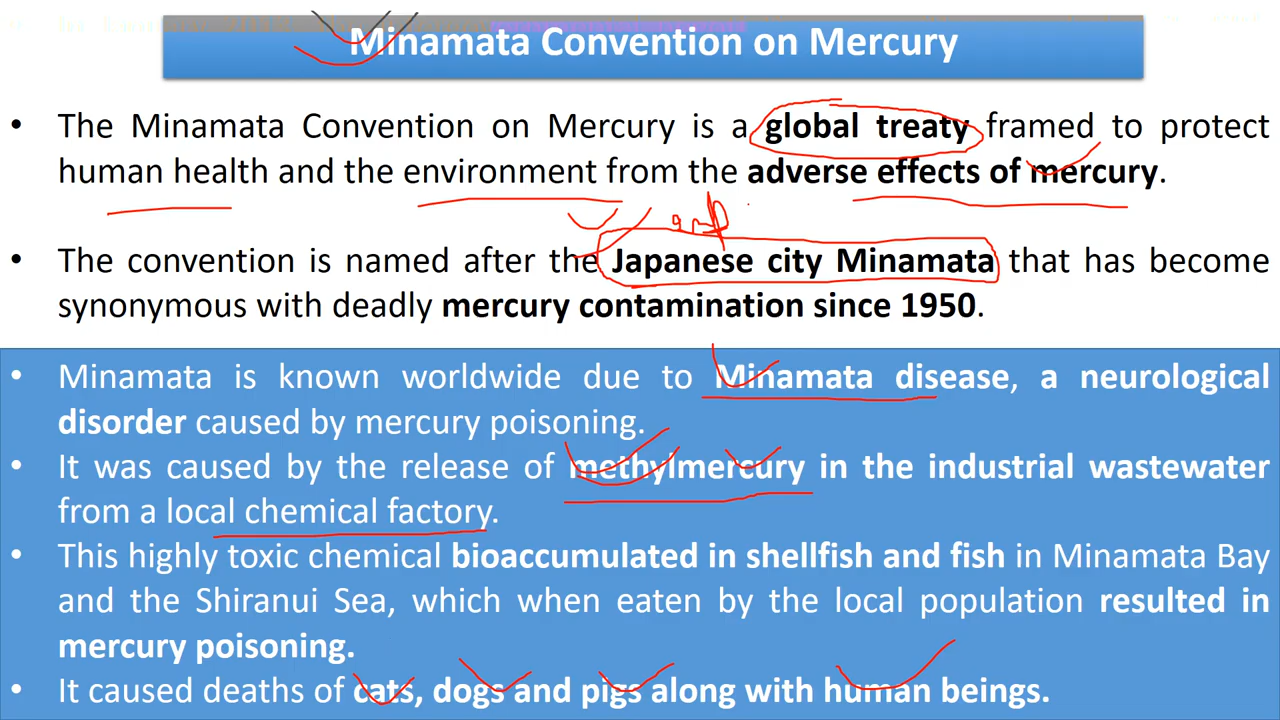 Minamata Convention on Mercury
• The Minamata Convention on Mercury is a global treaty framed to protect
human health and the environment from the adverse effects of mercury.
• The convention is named after the Japanese city Minamata that has become
synonymous with deadly mercury contamination since 1950.
• Minamata is known worldwide due to Minamata disease, a neurological
disorder caused by mercury poisoning.
• It was caused by the release of methylmercury in the industrial wastewater
from a local chemical factory.
• This highly toxic chemical bioaccumulated in shellfish and fish in Minamata Bay
and the Shiranui Sea, which when eaten by the local population resulted in
mercury poisoning.
• It caused deaths of cats, dogs and pigs along with human beings.